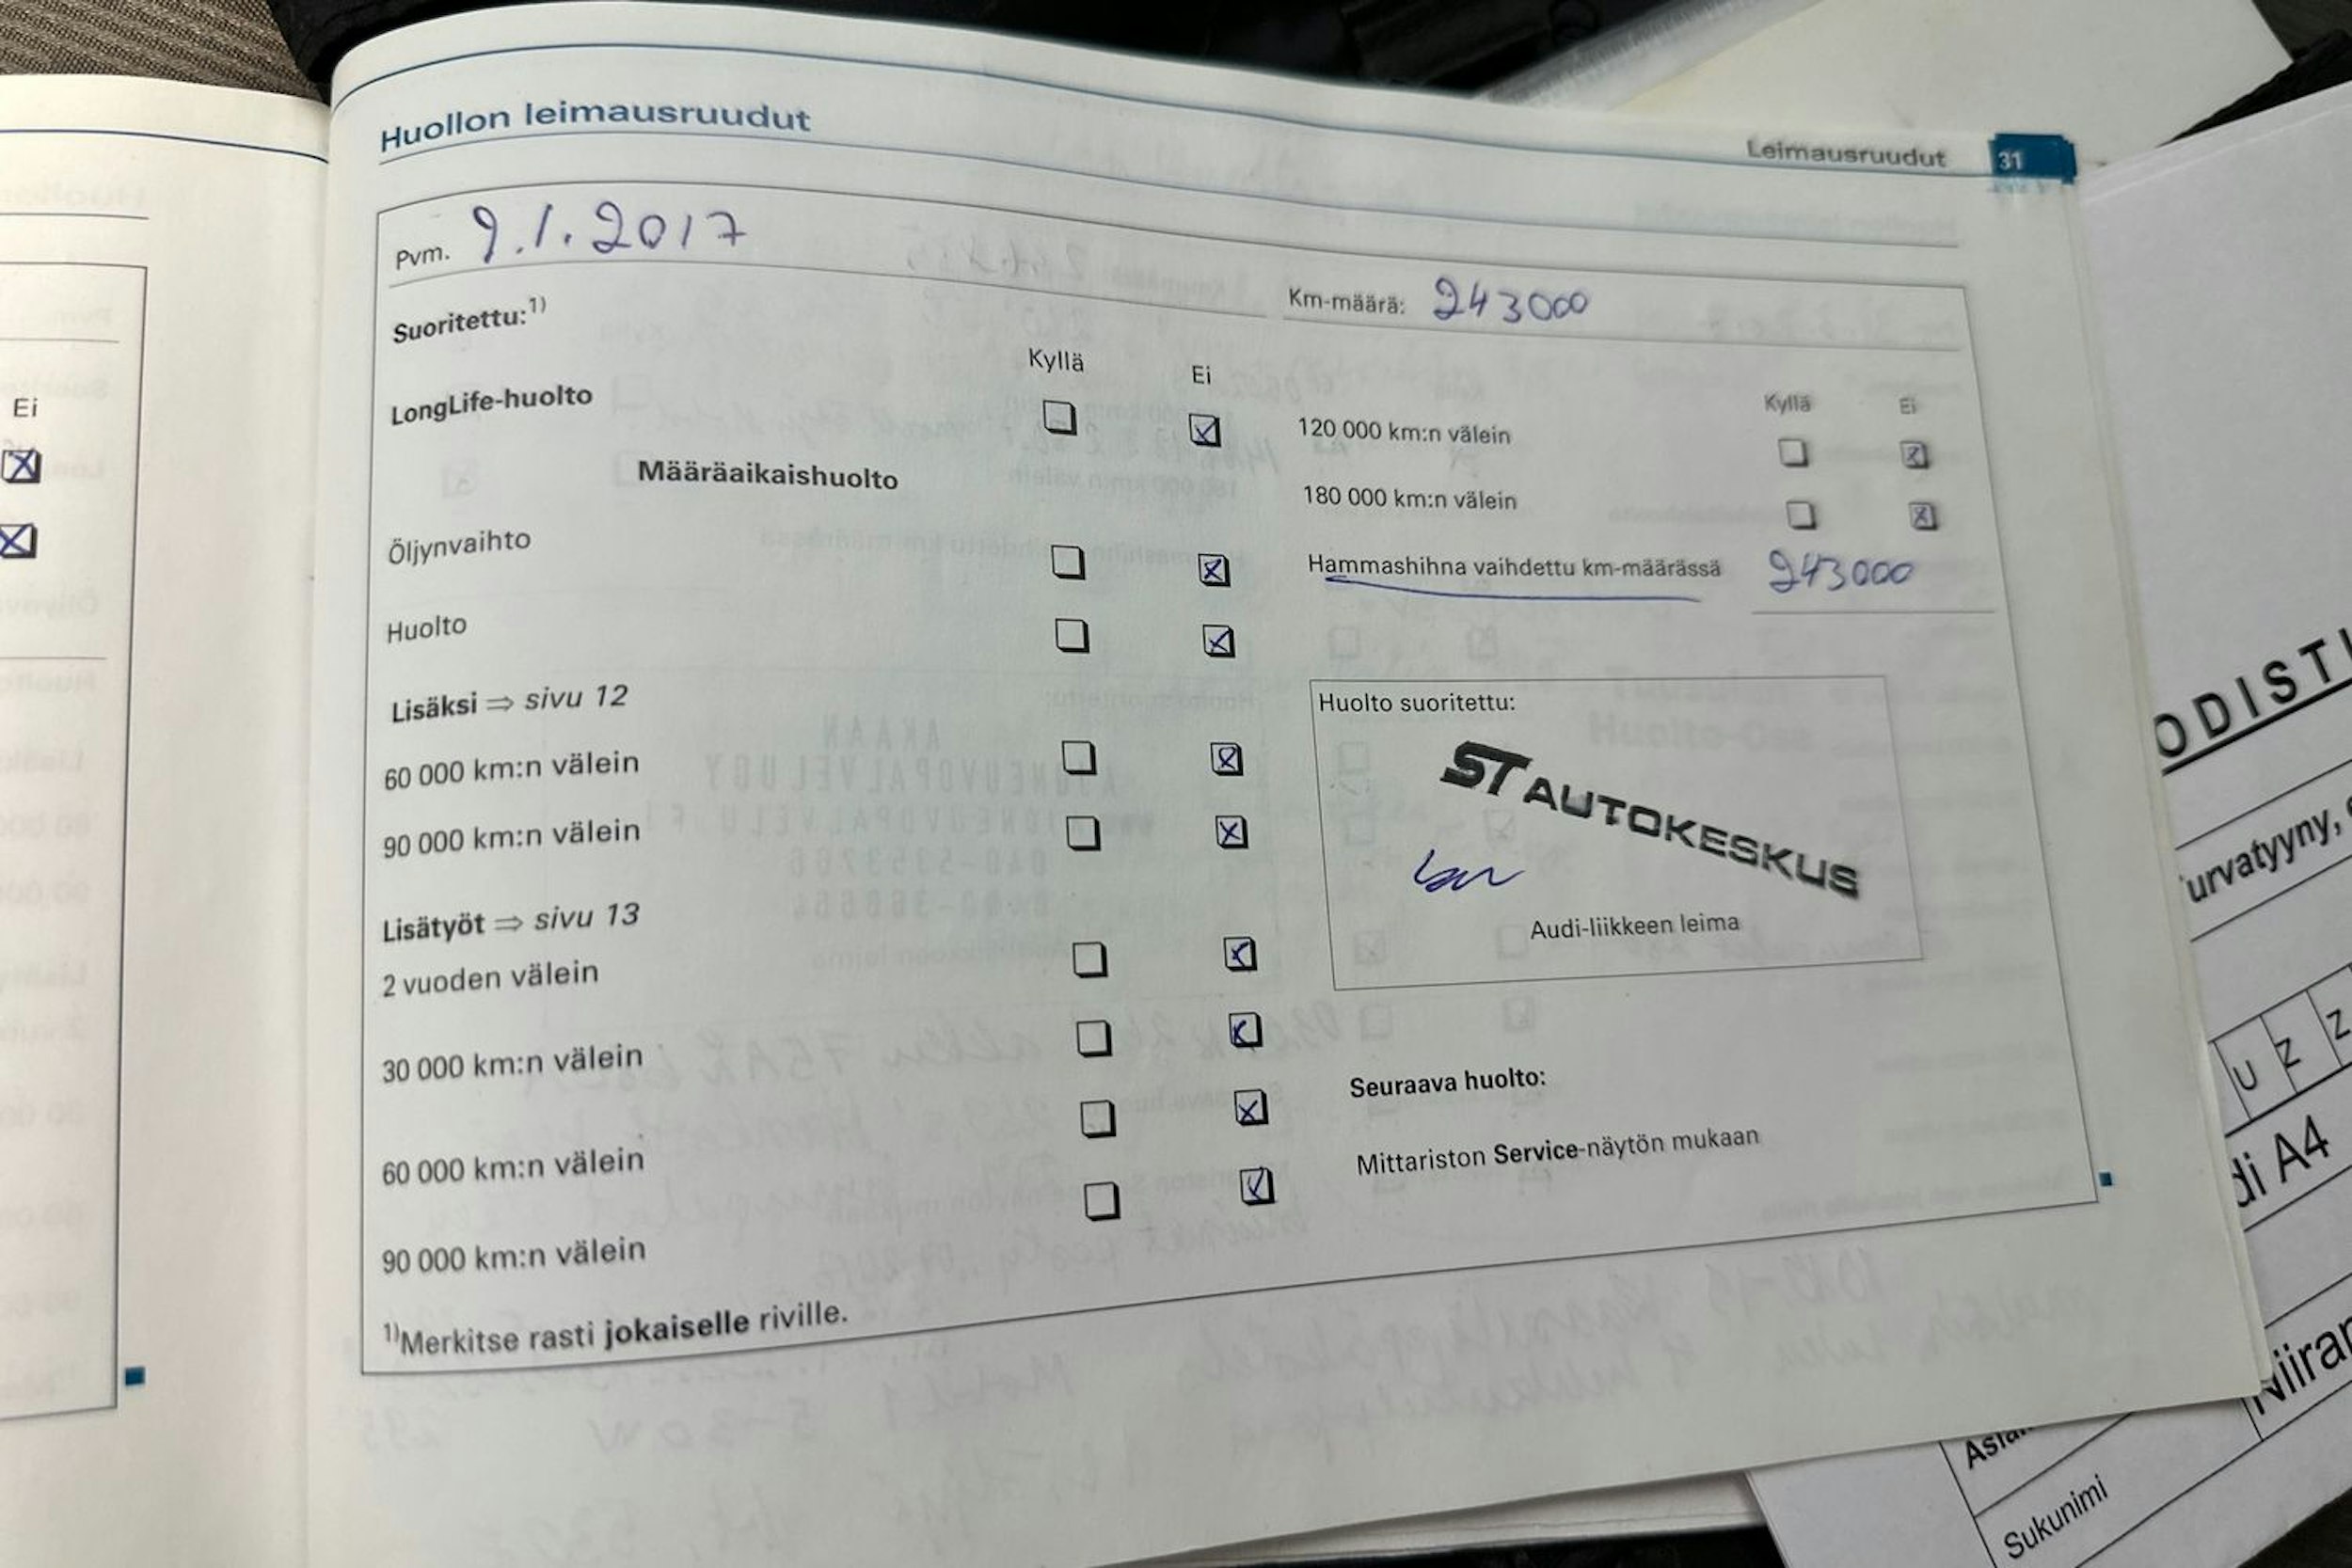 Huollon leimausruudut
Leimausruudut 31
Pvm. 9.1.2017
Km-määrä: 243000
Suoritettu:1)
Kyllä Ei
LongLife-huolto
Määräaikaishuolto
Öljynvaihto
Huolto
Lisäksi ⇒ sivu 12
60 000 km:n välein
90 000 km:n välein
Lisätyöt ⇒ sivu 13
2 vuoden välein
30 000 km:n välein
60 000 km:n välein
90 000 km:n välein
1)Merkitse rasti jokaiselle riville.
Kyllä Ei
120 000 km:n välein
180 000 km:n välein
Hammashihna vaihdettu km-määrässä 243000
Huolto suoritettu:
ST AUTOKESKUS
Audi-liikkeen leima
Seuraava huolto:
Mittariston Service-näytön mukaan
Ei
ODISTU
urvatyyny,
U Z Z
di A4
Niiran
Sukunimi